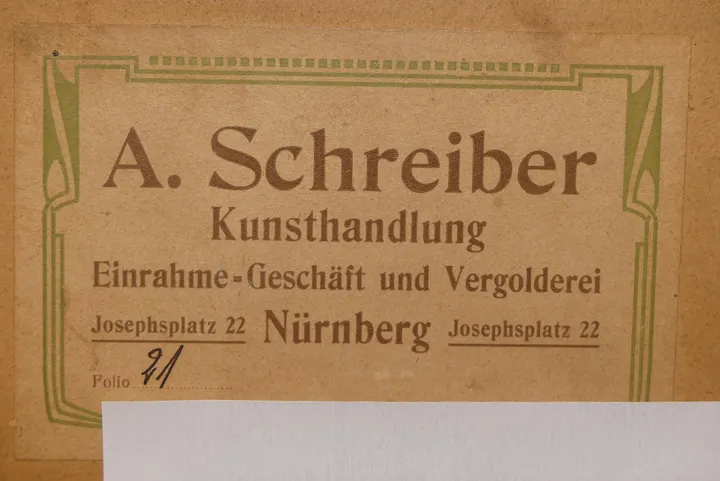 A. Schreiber
Kunsthandlung
Einrahme-Geschäft und Vergolderei
Josephsplatz 22 Nürnberg Josephsplatz 22
Folio 21